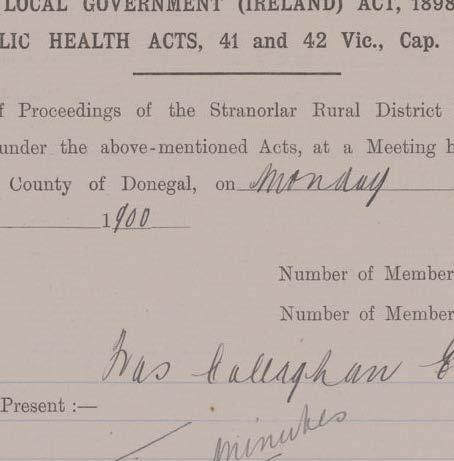 LOCAL GOVERNMENT (IRELAND) ACT, 1898
LIC HEALTH ACTS, 41 and 42 Vic., Cap.
f Proceedings of the Stranorlar Rural District
under the above-mentioned Acts, at a Meeting h
County of Donegal, on Monday
1900
Number of Member
Number of Member
Callaghan
Present :—
minutes